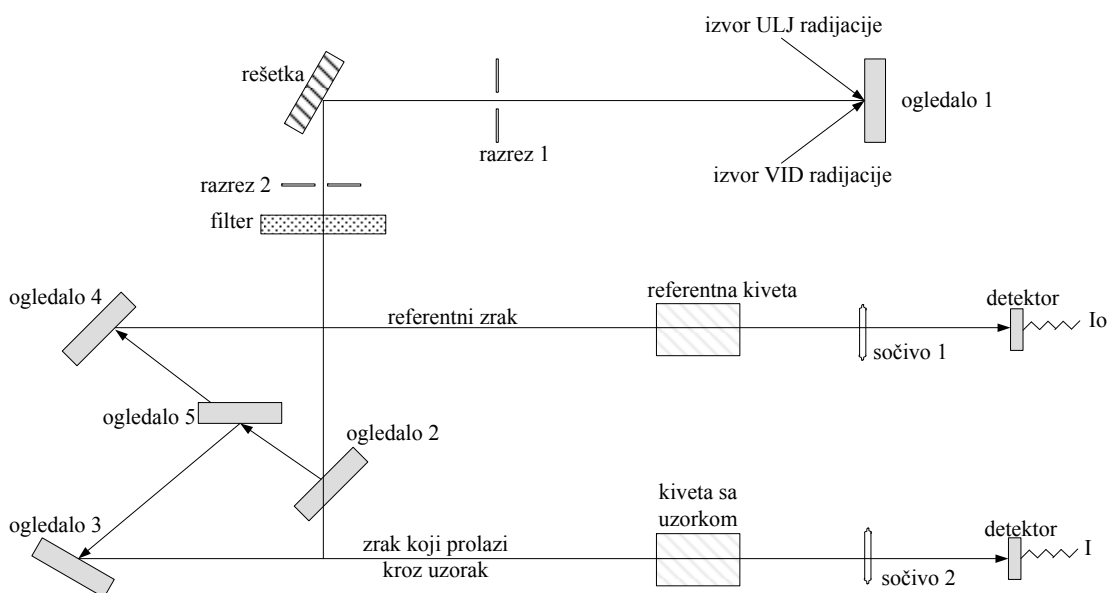 izvor ULJ radijacije
rešetka
ogledalo 1
razrez 1
izvor VID radijacije
razrez 2
filter
ogledalo 4
referentna kiveta
detektor
referentni zrak
Io
sočivo 1
ogledalo 5
ogledalo 2
kiveta sa
uzorkom
ogledalo 3
detektor
zrak koji prolazi
kroz uzorak
I
sočivo 2